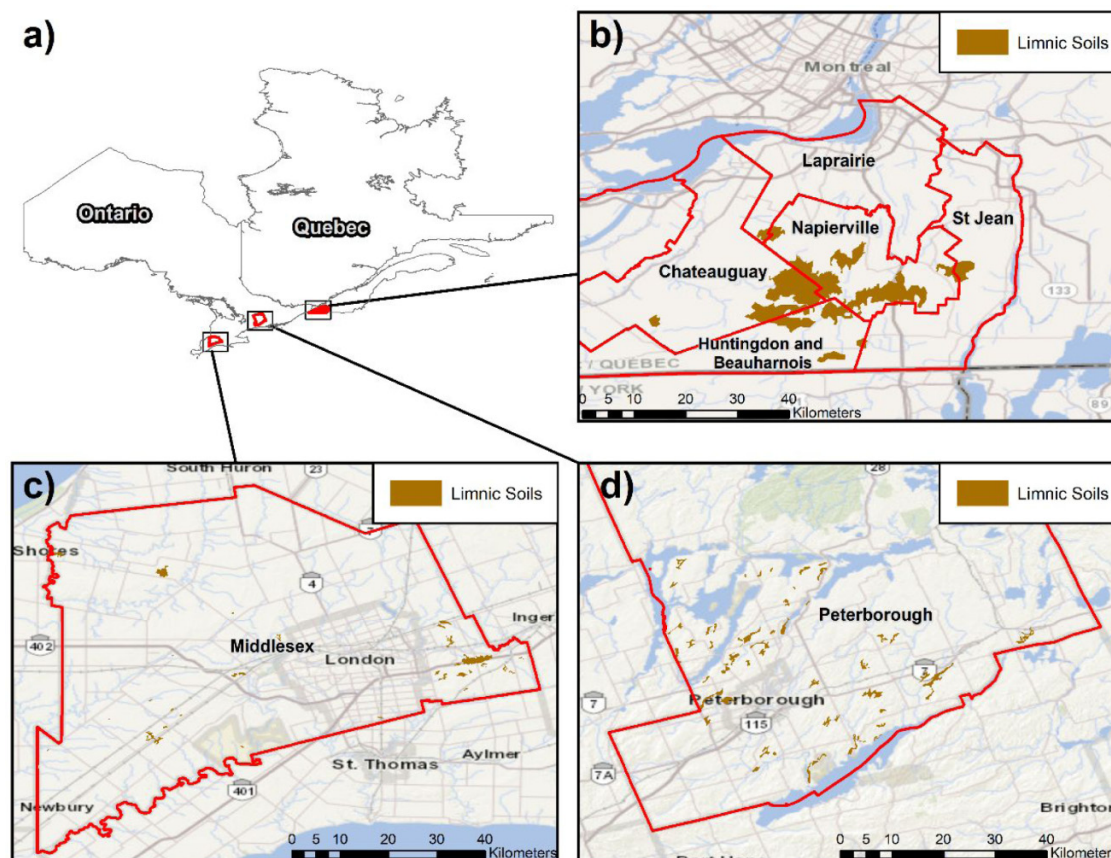 a)
Ontario
Quebec
b)
Limnic Soils
Montreal
Laprairie
Napierville
St Jean
Chateauguay
133
Huntingdon and
Beauharnois
/ QUÉBEC
YORK
89
0 5 10 20 30 40
Kilometers
c)
Limnic Soils
South Huron
23
7
Shores
4
Inger
402
Middlesex
London
Aylmer
St. Thomas
401
Newbury
0 5 10 20 30 40
Kilometers
d)
Limnic Soils
28
Peterborough
7
7
Peterborough
115
7A
Brighton
0 5 10 20 30 40
Kilometers